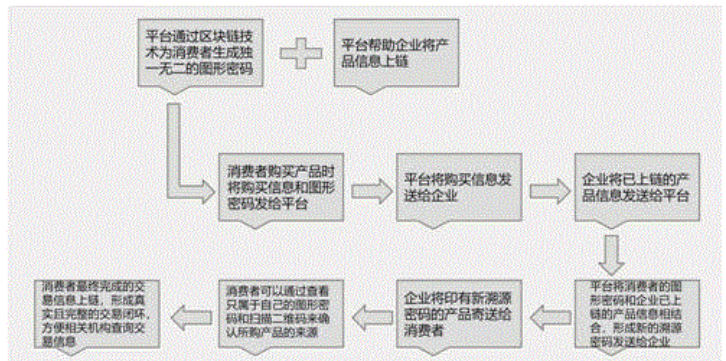 平台通过区块链技
术为消费者生成独
一无二的图形密码
平台帮助企业将产
品信息上链
消费者购买产品时
将购买信息和图形
密码发给平台
平台将购买信息发
送给企业
企业将已上链的产
品信息发送给平台
平台将消费者的图
形密码和企业已上
链的产品信息相结
合，形成新的溯源
密码发送给企业
企业将印有新溯源
密码的产品寄送给
消费者
消费者可以通过查看
只属于自己的图形密
码和扫描二维码来确
认所购产品的来源
消费者最终完成的交
易信息上链，形成真
实且完整的交易闭环，
方便相关机构查询交
易信息